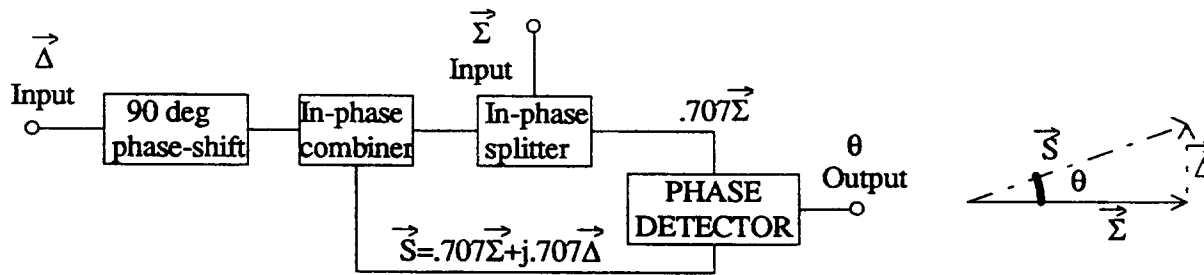 Δ
Input
90 deg
phase-shift
In-phase
combiner
Σ
Input
In-phase
splitter
.707Σ
θ
Output
PHASE
DETECTOR
S=.707Σ+j.707Δ
S
θ
Δ
Σ